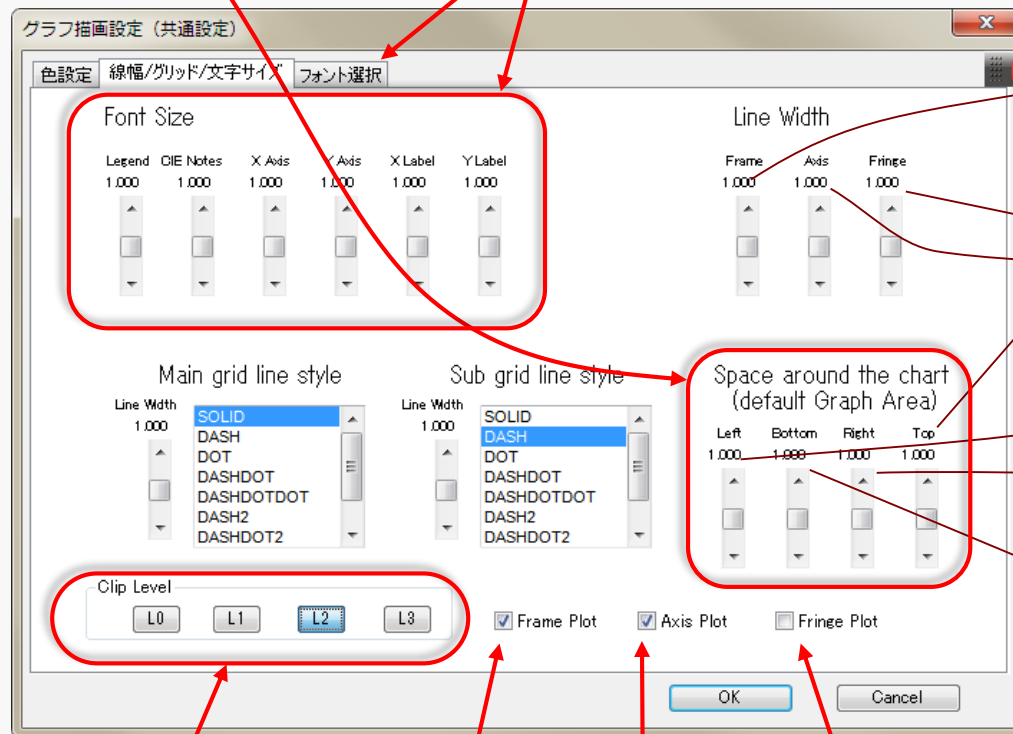 グラフ描画設定（共通設定）
色設定 線幅/グリッド/文字サイズ フォント選択
Font Size
Line Width
Legend CIE Notes X Axis Y Axis X Label Y Label
1.000 1.000 1.000 1.000 1.000 1.000
Frame Axis Fringe
1.000 1.000 1.000
Main grid line style
Line Width
1.000
SOLID
DASH
DOT
DASHDOT
DASHDOTDOT
DASH2
DASHDOT2
Sub grid line style
Line Width
1.000
SOLID
DASH
DOT
DASHDOT
DASHDOTDOT
DASH2
DASHDOT2
Space around the chart
(default Graph Area)
Left Bottom Right Top
1.000 1.000 1.000 1.000
Clip Level
L0 L1 L2 L3
Frame Plot Axis Plot Fringe Plot
OK Cancel